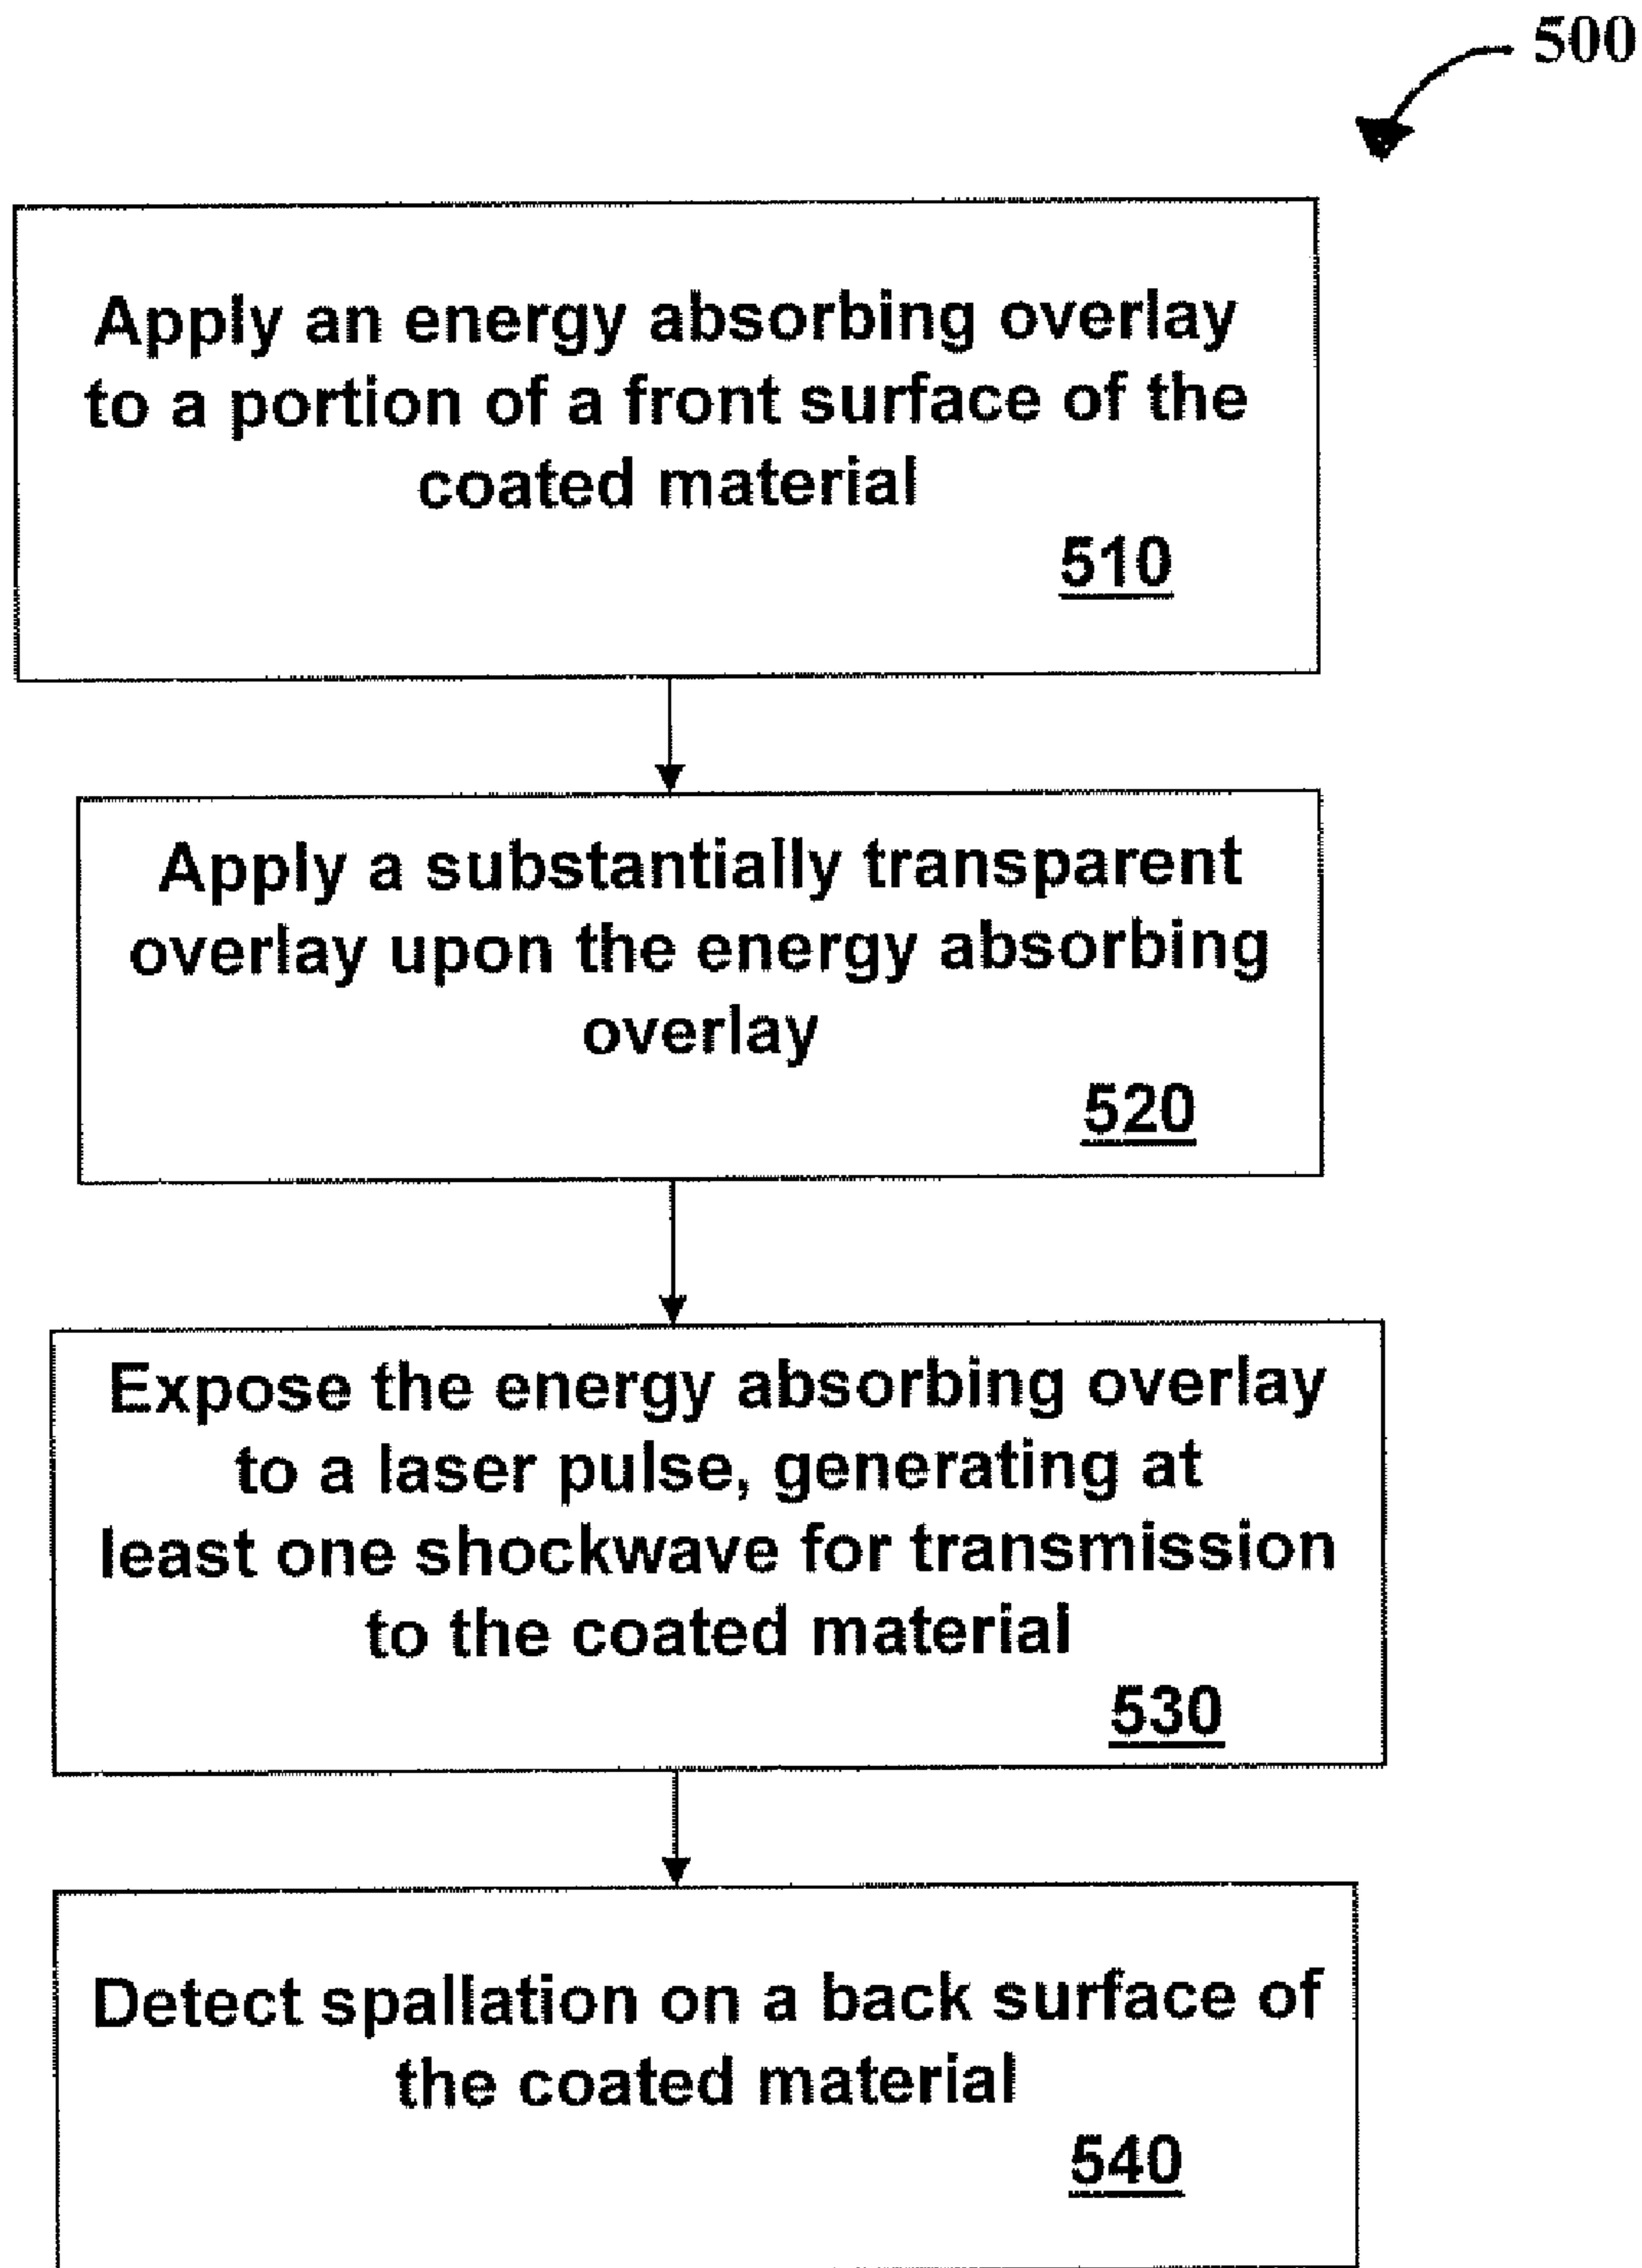 500
Apply an energy absorbing overlay
to a portion of a front surface of the
coated material
510
Apply a substantially transparent
overlay upon the energy absorbing
overlay
520
Expose the energy absorbing overlay
to a laser pulse, generating at
least one shockwave for transmission
to the coated material
530
Detect spallation on a back surface of
the coated material
540